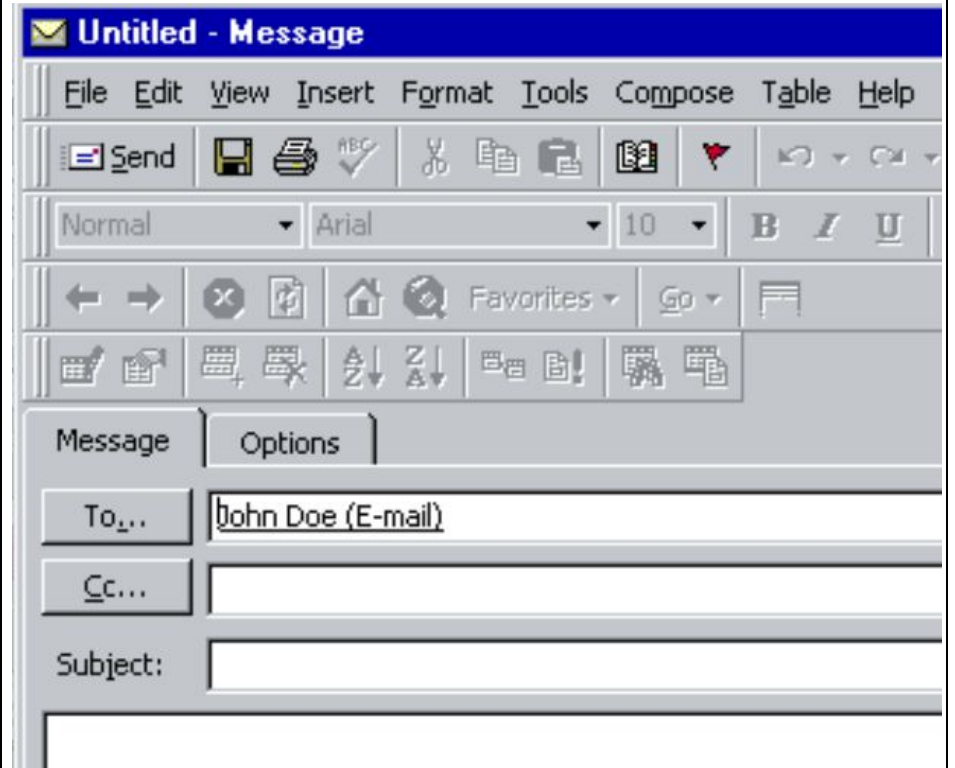 Untitled - Message
File Edit View Insert Format Tools Compose Table Help
Send ABC
Normal Arial 10 B I U
Favorites Go
A Z Z A
Message Options
To... John Doe (E-mail)
Cc...
Subject: